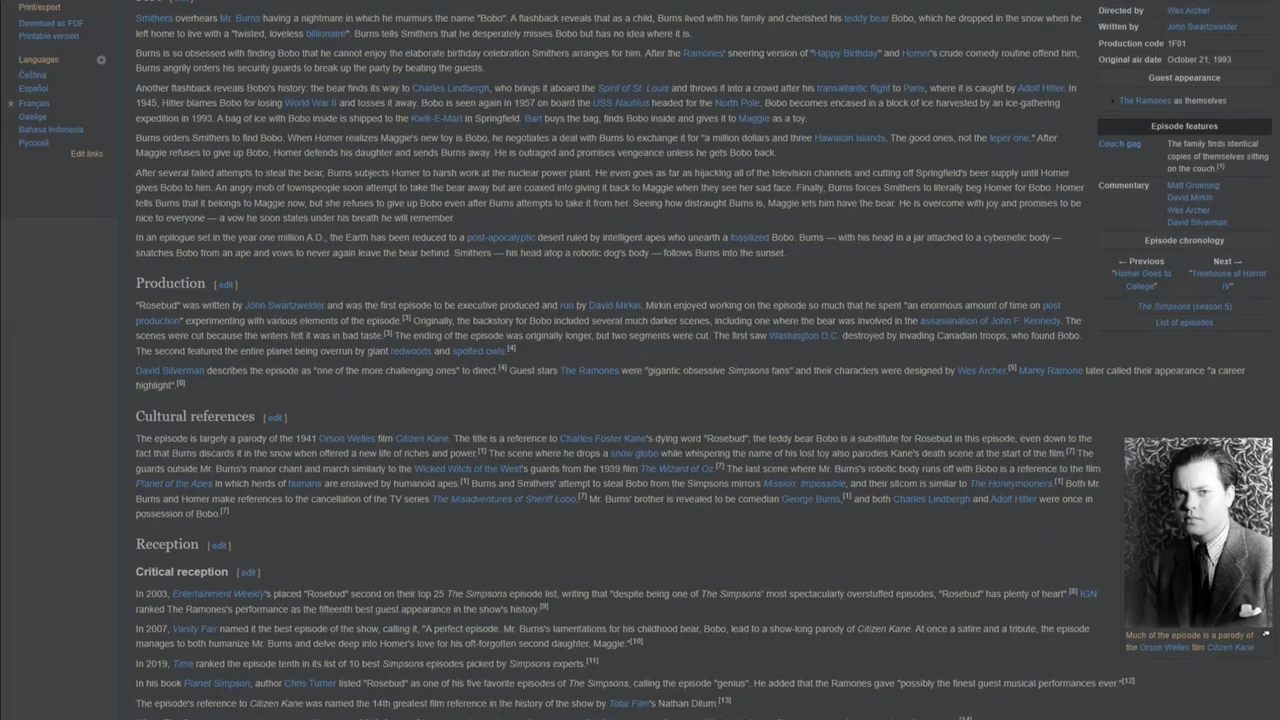 Print/export
Download as PDF
Printable version
Languages
Čeština
Español
Français
Gaelige
Bahasa Indonesia
Русский
Edit links
Smithers overhears Mr. Burns having a nightmare in which he murmurs the name "Bobo". A flashback reveals that as a child, Burns lived with his family and cherished his teddy bear Bobo, which he dropped in the snow when he
left home to live with a "twisted, loveless billionaire". Burns tells Smithers that he desperately misses Bobo but has no idea where it is.
Burns is so obsessed with finding Bobo that he cannot enjoy the elaborate birthday celebration Smithers arranges for him. After the Ramones' sneering version of "Happy Birthday" and Homer's crude comedy routine offend him,
Burns angrily orders his security guards to break up the party by beating the guests.
Another flashback reveals Bobo's history: the bear finds its way to Charles Lindbergh, who brings it aboard the Spirit of St. Louis and throws it into a crowd after his transatlantic flight to Paris, where it is caught by Adolf Hitler. In
1945, Hitler blames Bobo for losing World War II and tosses it away. Bobo is seen again in 1957 on board the USS Nautilus headed for the North Pole. Bobo becomes encased in a block of ice harvested by an ice-gathering
expedition in 1993. A bag of ice with Bobo inside is shipped to the Kwik-E-Mart in Springfield. Bart buys the bag, finds Bobo inside and gives it to Maggie as a toy.
Burns orders Smithers to find Bobo. When Homer realizes Maggie's new toy is Bobo, he negotiates a deal with Burns to exchange it for "a million dollars and three Hawaiian islands. The good ones, not the leper one." After
Maggie refuses to give up Bobo, Homer defends his daughter and sends Burns away. He is outraged and promises vengeance unless he gets Bobo back.
After several failed attempts to steal the bear, Burns subjects Homer to harsh work at the nuclear power plant. He even goes as far as hijacking all of the television channels and cutting off Springfield's beer supply until Homer
gives Bobo to him. An angry mob of townspeople soon attempt to take the bear away but are coaxed into giving it back to Maggie when they see her sad face. Finally, Burns forces Smithers to literally beg Homer for Bobo. Homer
tells Burns that it belongs to Maggie now, but she refuses to give up Bobo even after Burns attempts to take it from her. Seeing how distraught Burns is, Maggie lets him have the bear. He is overcome with joy and promises to be
nice to everyone — a vow he soon states under his breath he will remember.
In an epilogue set in the year one million A.D., the Earth has been reduced to a post-apocalyptic desert ruled by intelligent apes who unearth a fossilized Bobo. Burns — with his head in a jar attached to a cybernetic body —
snatches Bobo from an ape and vows to never again leave the bear behind. Smithers — his head atop a robotic dog's body — follows Burns into the sunset.
Production [ edit ]
"Rosebud" was written by John Swartzwelder and was the first episode to be executive produced and run by David Mirkin. Mirkin enjoyed working on the episode so much that he spent "an enormous amount of time on post
production" experimenting with various elements of the episode.[3] Originally, the backstory for Bobo included several much darker scenes, including one where the bear was involved in the assassination of John F. Kennedy. The
scenes were cut because the writers felt it was in bad taste.[3] The ending of the episode was originally longer, but two segments were cut. The first saw Washington D.C. destroyed by invading Canadian troops, who found Bobo.
The second featured the entire planet being overrun by giant redwoods and spotted owls.[4]
David Silverman describes the episode as "one of the more challenging ones" to direct.[4] Guest stars The Ramones were "gigantic obsessive Simpsons fans" and their characters were designed by Wes Archer.[5] Marky Ramone later called their appearance "a career
highlight".[6]
Cultural references [ edit ]
The episode is largely a parody of the 1941 Orson Welles film Citizen Kane. The title is a reference to Charles Foster Kane's dying word "Rosebud"; the teddy bear Bobo is a substitute for Rosebud in this episode, even down to the
fact that Burns discards it in the snow when offered a new life of riches and power.[1] The scene where he drops a snow globe while whispering the name of his lost toy also parodies Kane's death scene at the start of the film.[7] The
guards outside Mr. Burns's manor chant and march similarly to the Wicked Witch of the West's guards from the 1939 film The Wizard of Oz.[7] The last scene where Mr. Burns's robotic body runs off with Bobo is a reference to the film
Planet of the Apes in which herds of humans are enslaved by humanoid apes.[1] Burns and Smithers' attempt to steal Bobo from the Simpsons mirrors Mission: Impossible, and their sitcom is similar to The Honeymooners.[1] Both Mr.
Burns and Homer make references to the cancellation of the TV series The Misadventures of Sheriff Lobo.[7] Mr. Burns' brother is revealed to be comedian George Burns,[1] and both Charles Lindbergh and Adolf Hitler were once in
possession of Bobo.[7]
Reception [ edit ]
Critical reception [ edit ]
In 2003, Entertainment Weekly's placed "Rosebud" second on their top 25 The Simpsons episode list, writing that "despite being one of The Simpsons' most spectacularly overstuffed episodes, "Rosebud" has plenty of heart".[8] IGN
ranked The Ramones's performance as the fifteenth best guest appearance in the show's history.[9]
In 2007, Vanity Fair named it the best episode of the show, calling it, "A perfect episode. Mr. Burns's lamentations for his childhood bear, Bobo, lead to a show-long parody of Citizen Kane. At once a satire and a tribute, the episode
manages to both humanize Mr. Burns and delve deep into Homer's love for his oft-forgotten second daughter, Maggie."[10]
In 2019, Time ranked the episode tenth in its list of 10 best Simpsons episodes picked by Simpsons experts.[11]
In his book Planet Simpson, author Chris Turner listed "Rosebud" as one of his five favorite episodes of The Simpsons, calling the episode "genius". He added that the Ramones gave "possibly the finest guest musical performances ever."[12]
The episode's reference to Citizen Kane was named the 14th greatest film reference in the history of the show by Total Film's Nathan Ditum.[13]
Directed by Wes Archer
Written by John Swartzwelder
Production code 1F01
Original air date October 21, 1993
Guest appearance
The Ramones as themselves
Episode features
Couch gag The family finds identical
copies of themselves sitting
on the couch.[1]
Commentary Matt Groening
David Mirkin
Wes Archer
David Silverman
Episode chronology
← Previous Next →
"Homer Goes to "Treehouse of Horror
College" IV"
The Simpsons (season 5)
List of episodes
Much of the episode is a parody of
the Orson Welles film Citizen Kane